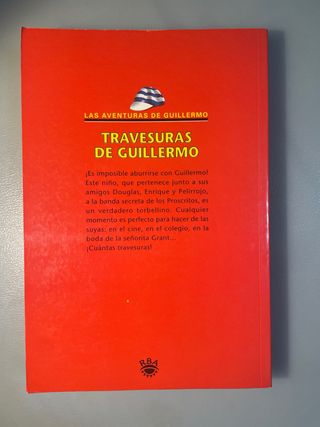 LAS AVENTURAS DE GUILLERMO
TRAVESURAS
DE GUILLERMO
¡Es imposible aburrirse con Guillermo!
Este niño, que pertenece junto a sus
amigos Douglas, Enrique y Pelirrojo,
a la banda secreta de los Proscritos, es
un verdadero torbellino. Cualquier
momento es perfecto para hacer de las
suyas: en el cine, en el colegio, en la
boda de la señorita Grant...
¡Cuántas travesuras!
RBA